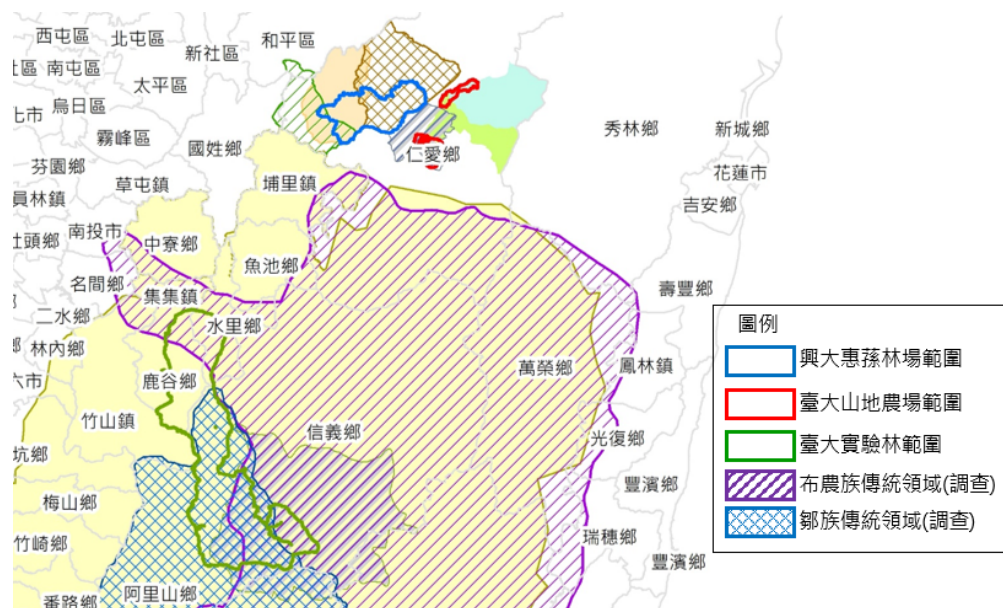 西屯區
北屯區
和平區
新社區
社區
南屯區
太平區
化市
烏日區
秀林鄉
新城鄉
霧峰區
國姓鄉
仁愛鄉
芬園鄉
花蓮市
草屯鎮
埔里鎮
員林鎮
吉安鄉
南投市
社頭鄉
中寮鄉
魚池鄉
名間鄉
集集鎮
壽豐鄉
二水鄉
水里鄉
林內鄉
萬榮鄉
鳳林鎮
六市
鹿谷鄉
竹山鎮
信義鄉
光復鄉
坑鄉
豐濱鄉
梅山鄉
瑞穗鄉
竹崎鄉
豐濱鄉
阿里山鄉
番路鄉
圖例
興大惠蓀林場範圍
臺大山地農場範圍
臺大實驗林範圍
布農族傳統領域(調查)
鄒族傳統領域(調查)